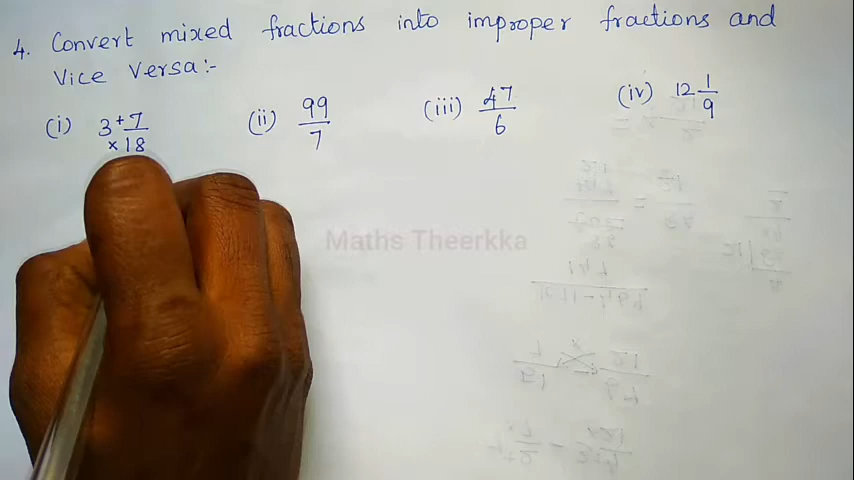 4. Convert mixed fractions into improper fractions and
Vice Versa:-
(i) 3 + 7/×18 (ii) 99/7 (iii) 47/6 (iv) 12 1/9
Maths Theerkka